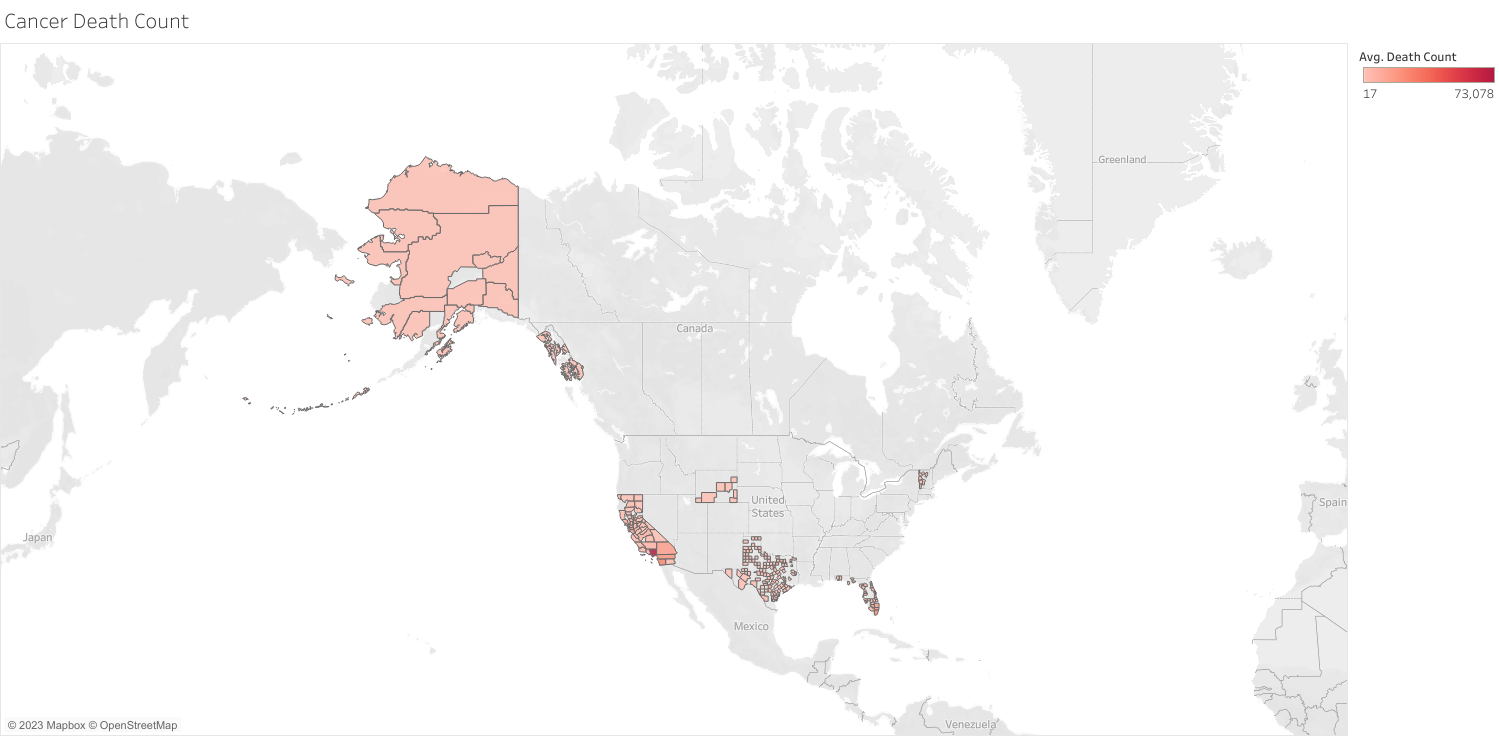 Cancer Death Count
Avg. Death Count
17 73,078
Greenland
Canada
United
States
Spain
Japan
Mexico
Venezuela
© 2023 Mapbox © OpenStreetMap